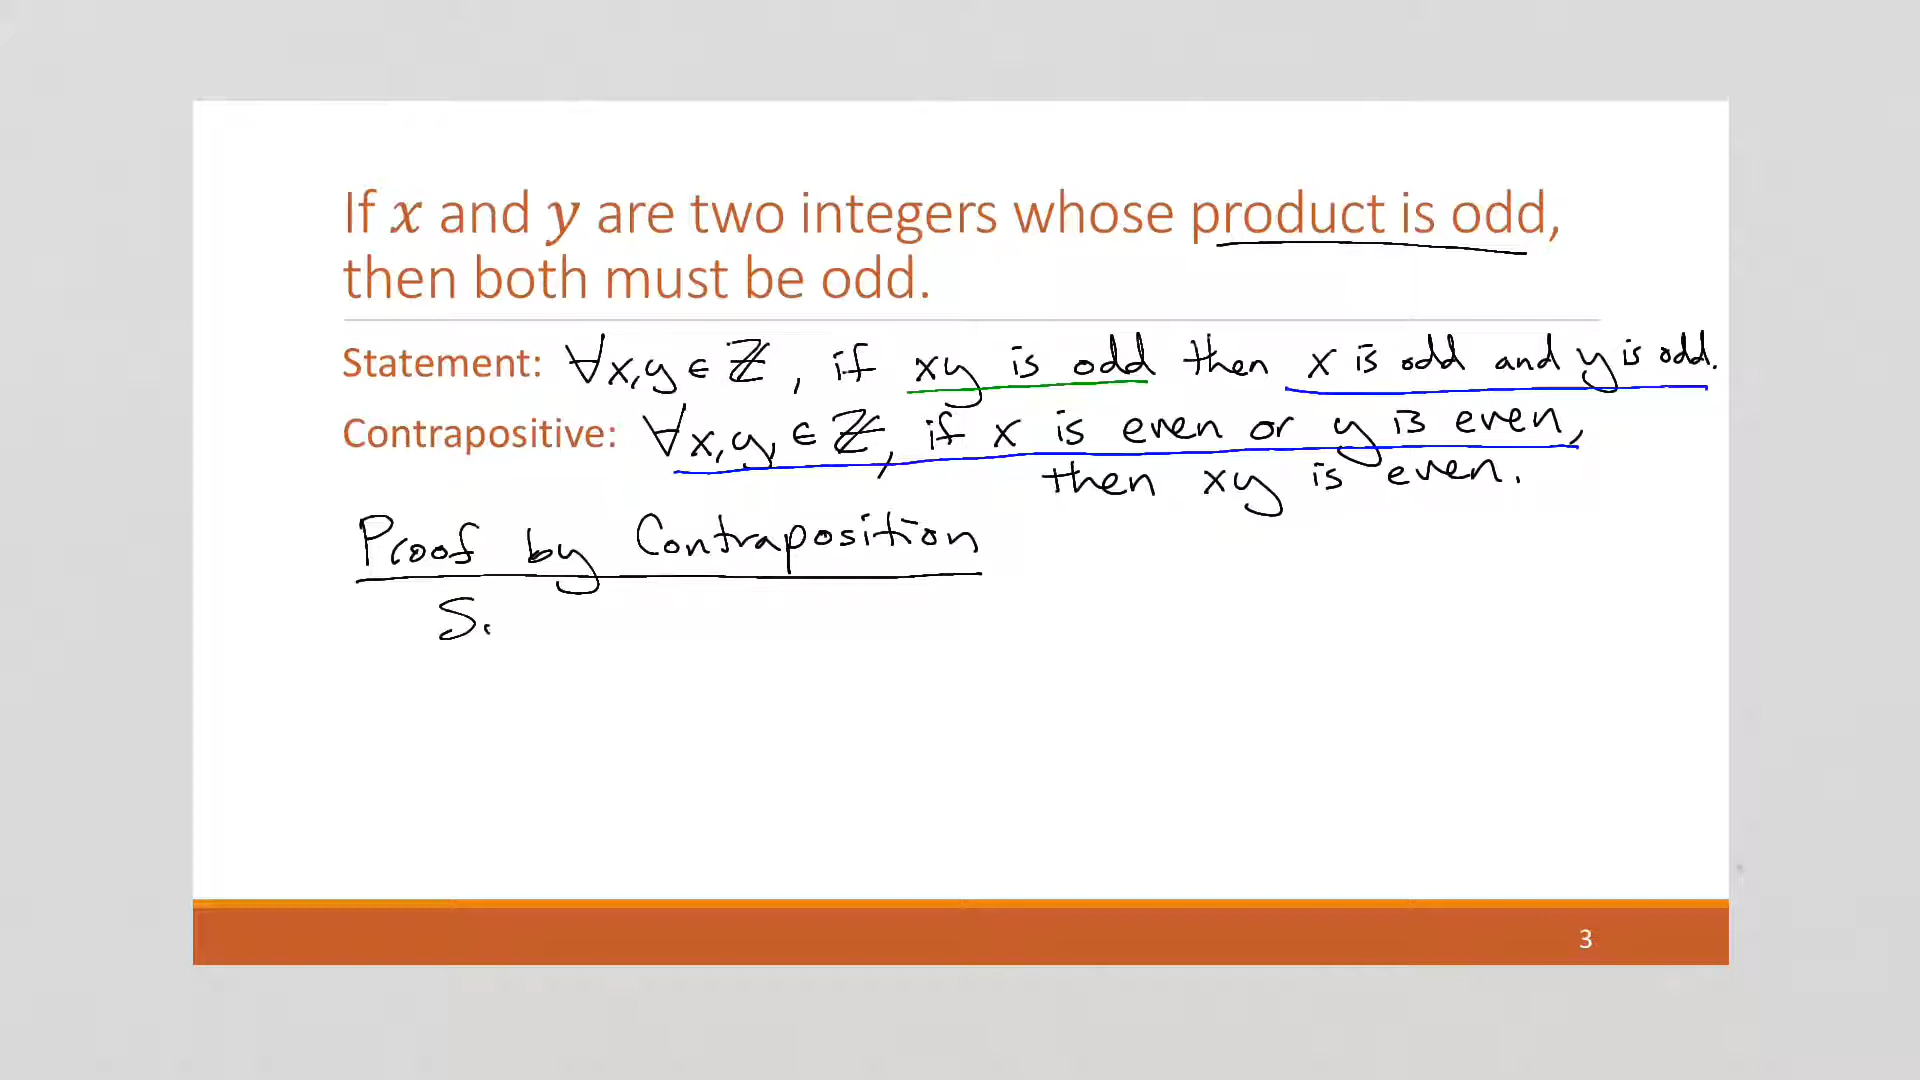 If x and y are two integers whose product is odd,
then both must be odd.
Statement: ∀x,y ∈ ℤ, if xy is odd then x is odd and y is odd.
Contrapositive: ∀x,y, ∈ ℤ, if x is even or y is even,
then xy is even.
Proof by Contraposition
S.
3